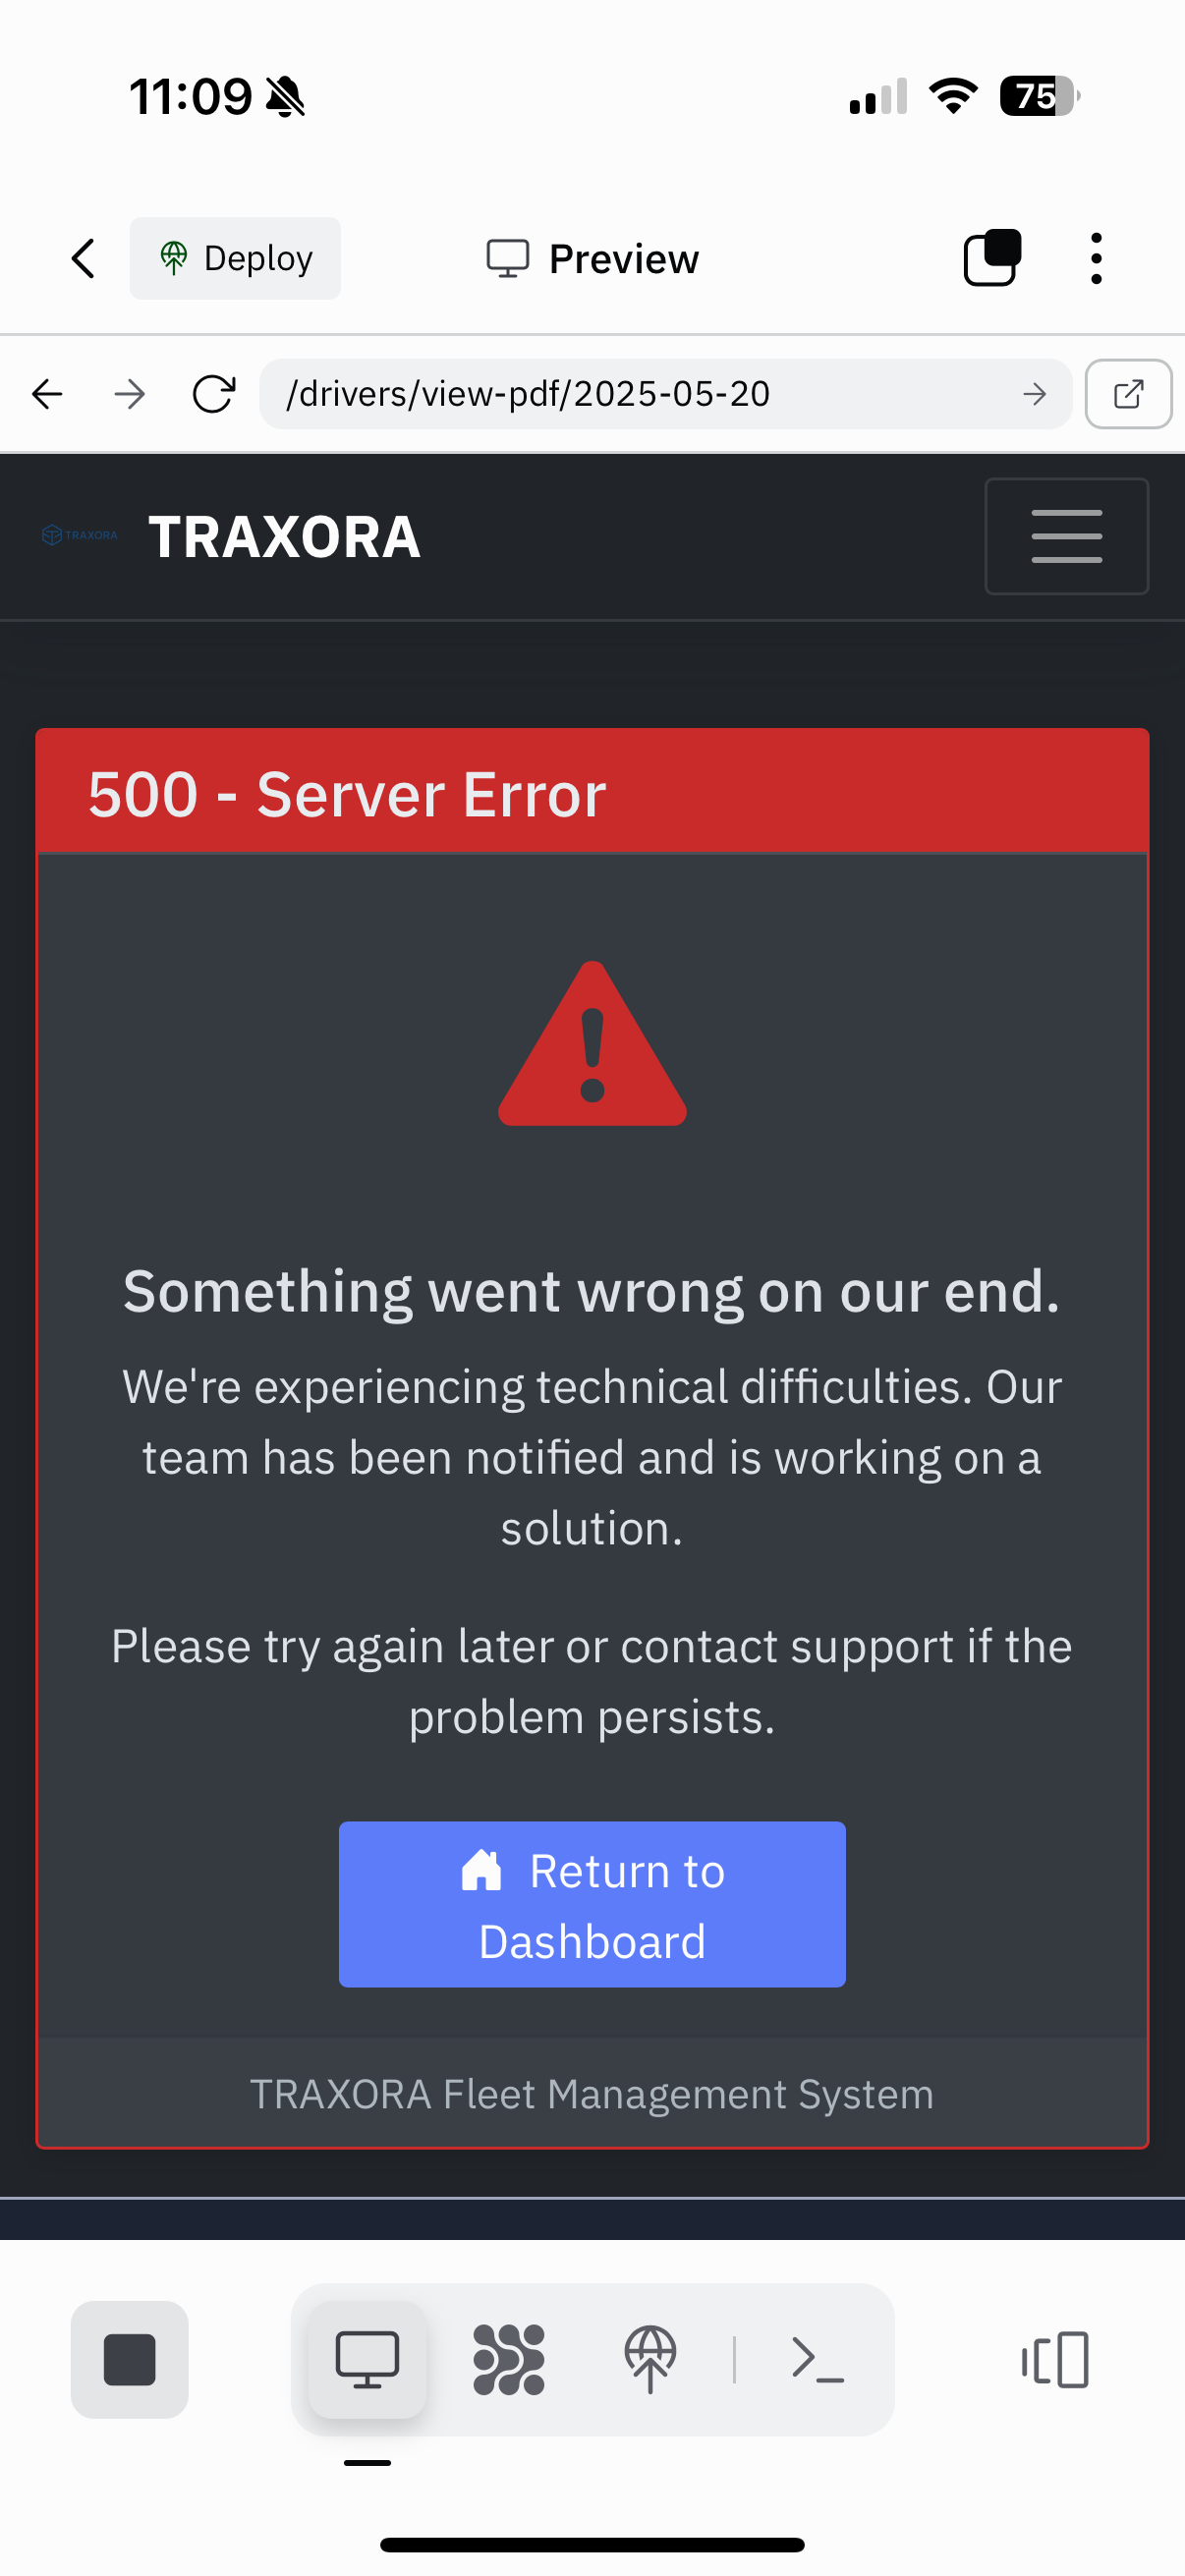 11:09
75
Deploy
Preview
/drivers/view-pdf/2025-05-20
TRAXORA
TRAXORA
500 - Server Error
Something went wrong on our end.
We're experiencing technical difficulties. Our
team has been notified and is working on a
solution.
Please try again later or contact support if the
problem persists.
Return to
Dashboard
TRAXORA Fleet Management System